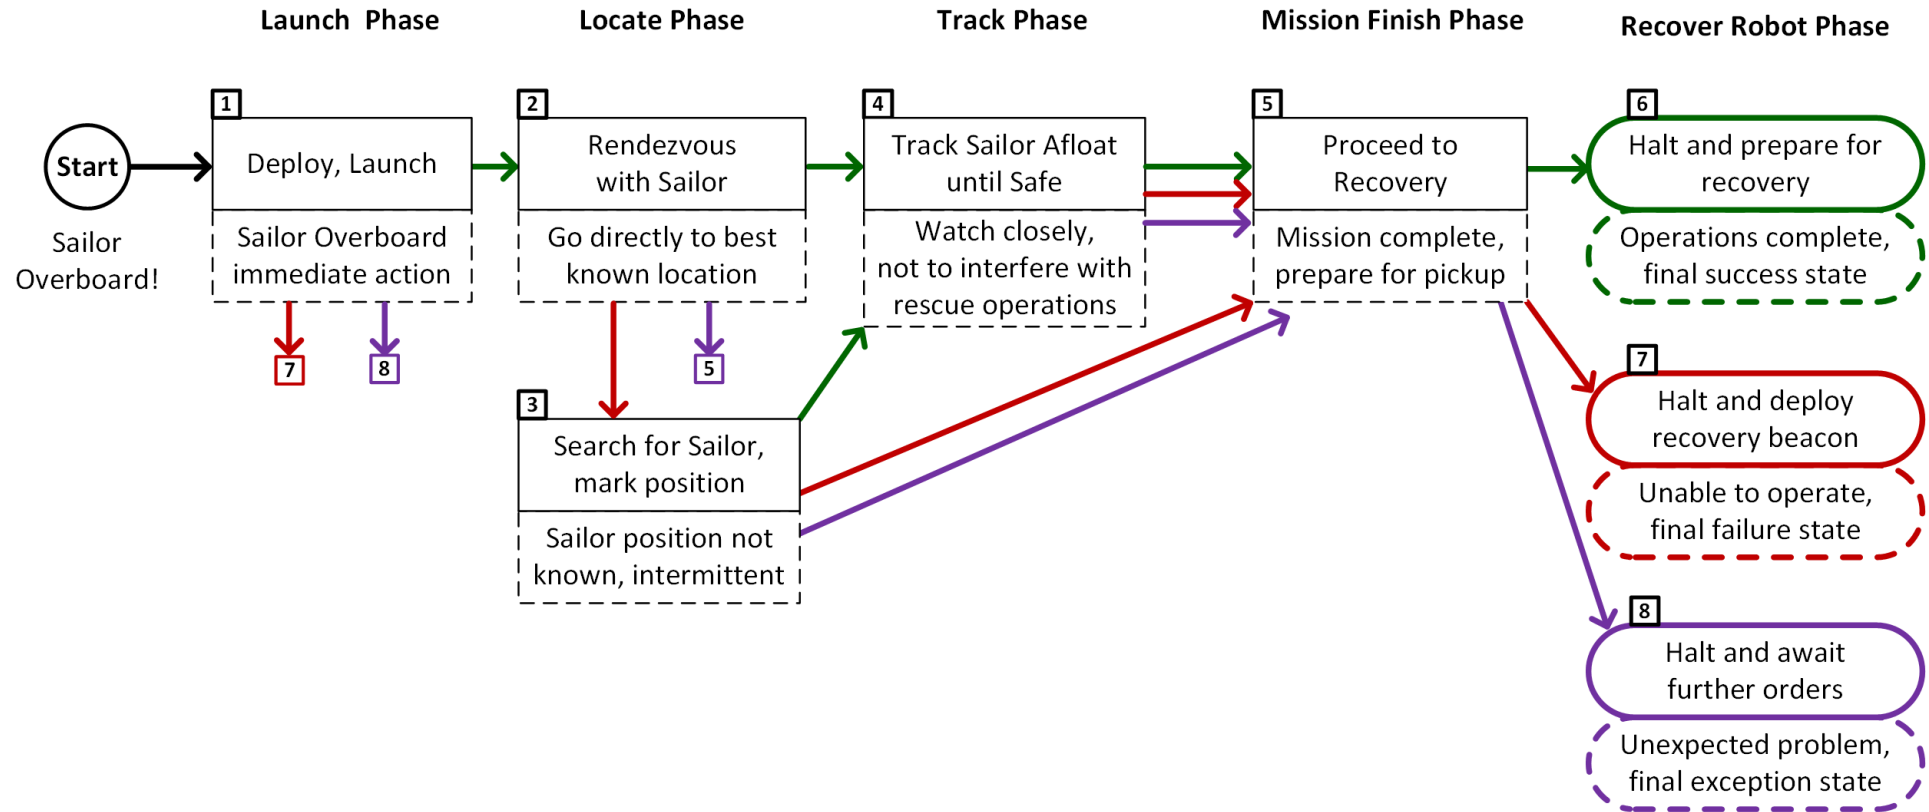 Launch  Phase
Locate Phase
Track Phase
Mission Finish Phase
Recover Robot Phase
Start
Sailor
Overboard!
1
Deploy, Launch
Sailor Overboard
immediate action
7
8
2
Rendezvous
with Sailor
Go directly to best
known location
5
3
Search for Sailor,
mark position
Sailor position not
known, intermittent
4
Track Sailor Afloat
until Safe
Watch closely,
not to interfere with
rescue operations
5
Proceed to
Recovery
Mission complete,
prepare for pickup
6
Halt and prepare for
recovery
Operations complete,
final success state
7
Halt and deploy
recovery beacon
Unable to operate,
final failure state
8
Halt and await
further orders
Unexpected problem,
final exception state